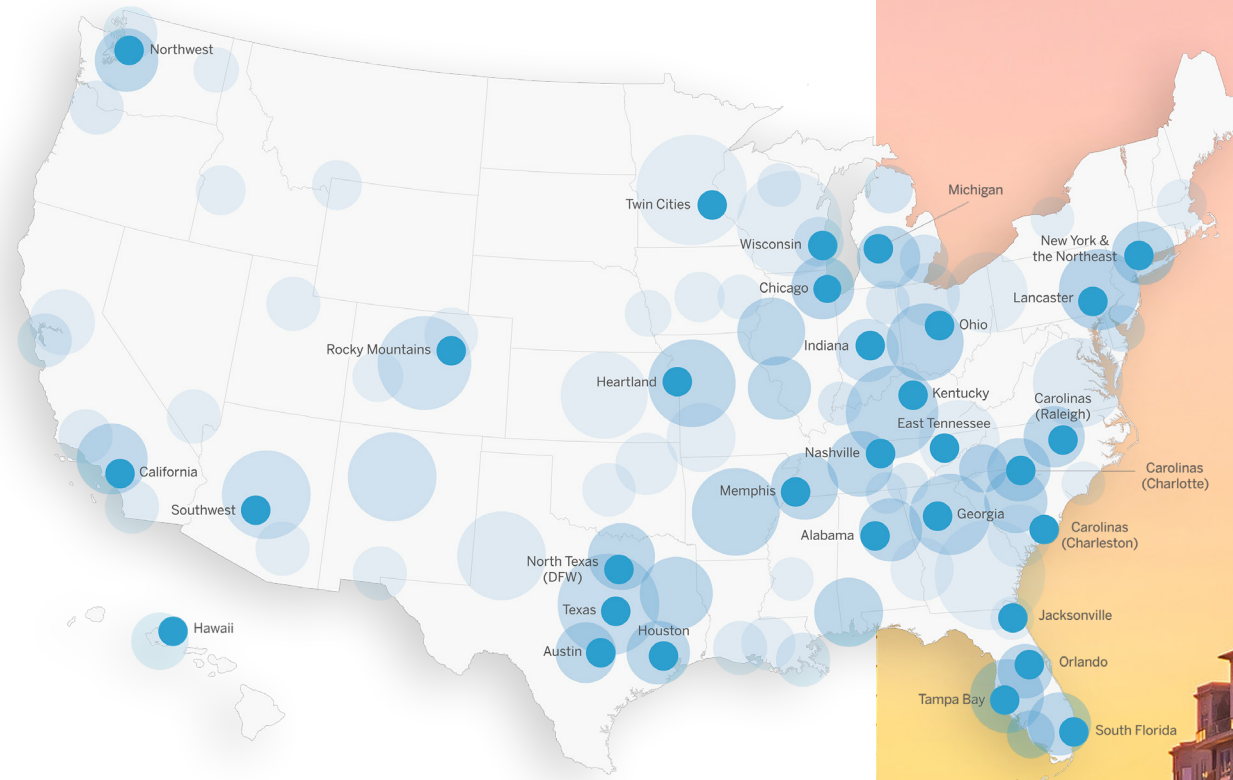 Northwest
Michigan
Twin Cities
Wisconsin
New York &
the Northeast
Chicago
Lancaster
Ohio
Indiana
Rocky Mountains
Heartland
Kentucky
Carolinas
(Raleigh)
East Tennessee
Nashville
California
Carolinas
(Charlotte)
Memphis
Southwest
Georgia
Alabama
Carolinas
(Charleston)
North Texas
(DFW)
Texas
Jacksonville
Hawaii
Houston
Austin
Orlando
Tampa Bay
South Florida